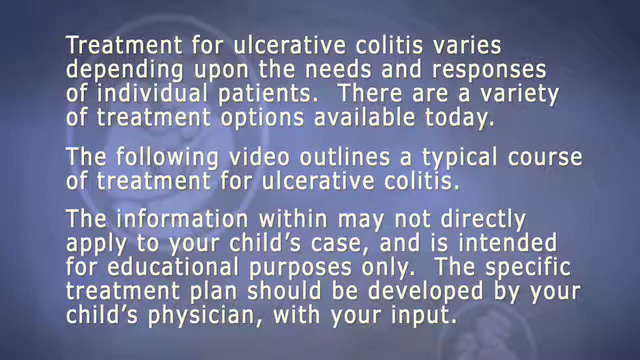 Treatment for ulcerative colitis varies
depending upon the needs and responses
of individual patients.  There are a variety
of treatment options available today.
The following video outlines a typical course
of treatment for ulcerative colitis.
The information within may not directly
apply to your child’s case, and is intended
for educational purposes only.  The specific
treatment plan should be developed by your
child’s physician, with your input.